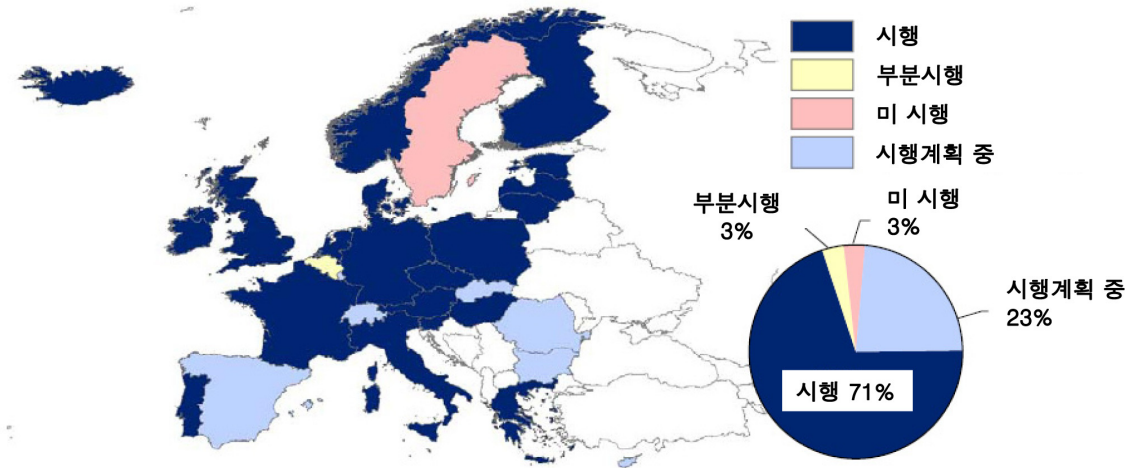 시행
부분시행
미 시행
시행계획 중
부분시행
3%
미 시행
3%
시행계획 중
23%
시행 71%